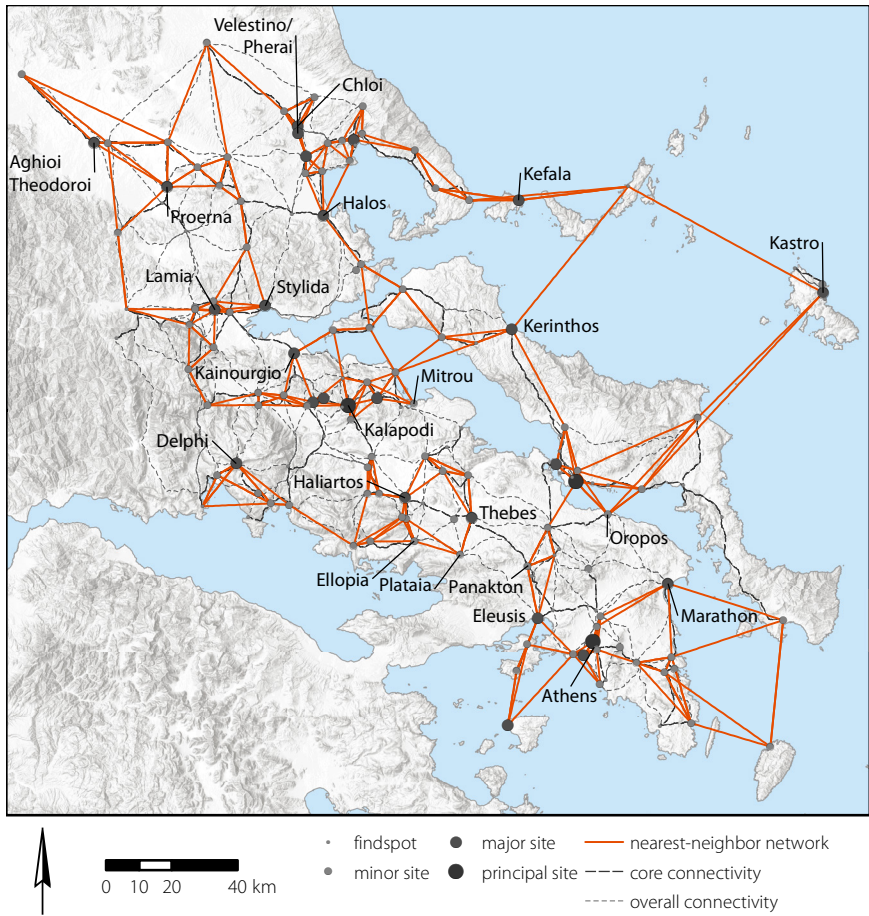 Velestino/
Pherai
Chloi
Aghioi
Theodoroi
Proerna
Kefala
Halos
Kastro
Lamia
Stylida
Kerinthos
Kainourgio
Mitrou
Kalapodi
Delphi
Haliartos
Thebes
Oropos
Ellopia
Plataia
Panakton
Eleusis
Marathon
Athens
findspot
major site
nearest-neighbor network
minor site
principal site
core connectivity
overall connectivity
0 10 20 40 km